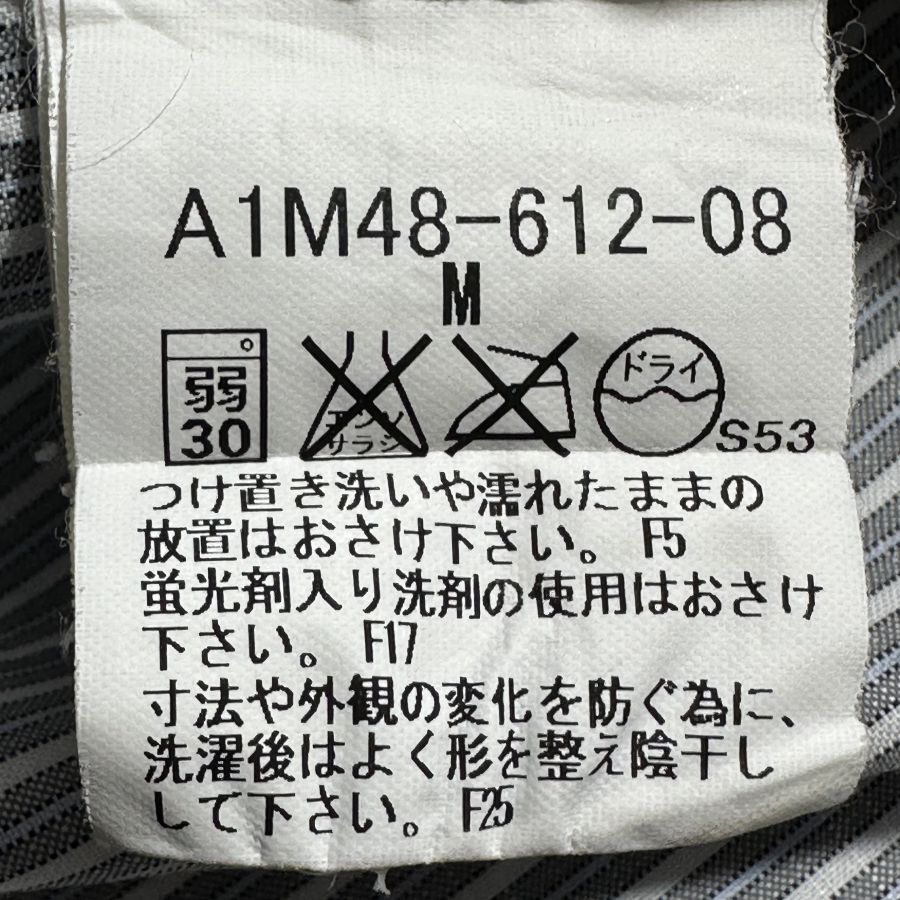 A1M48-612-08
M
弱
30
エンソ
サラシ
ドライ
S53
つけ置き洗いや濡れたままの
放置はおさけ下さい。 F5
蛍光剤入り洗剤の使用はおさけ
下さい。 F17
寸法や外観の変化を防ぐ為に、
洗濯後はよく形を整え陰干し
して下さい。 F25